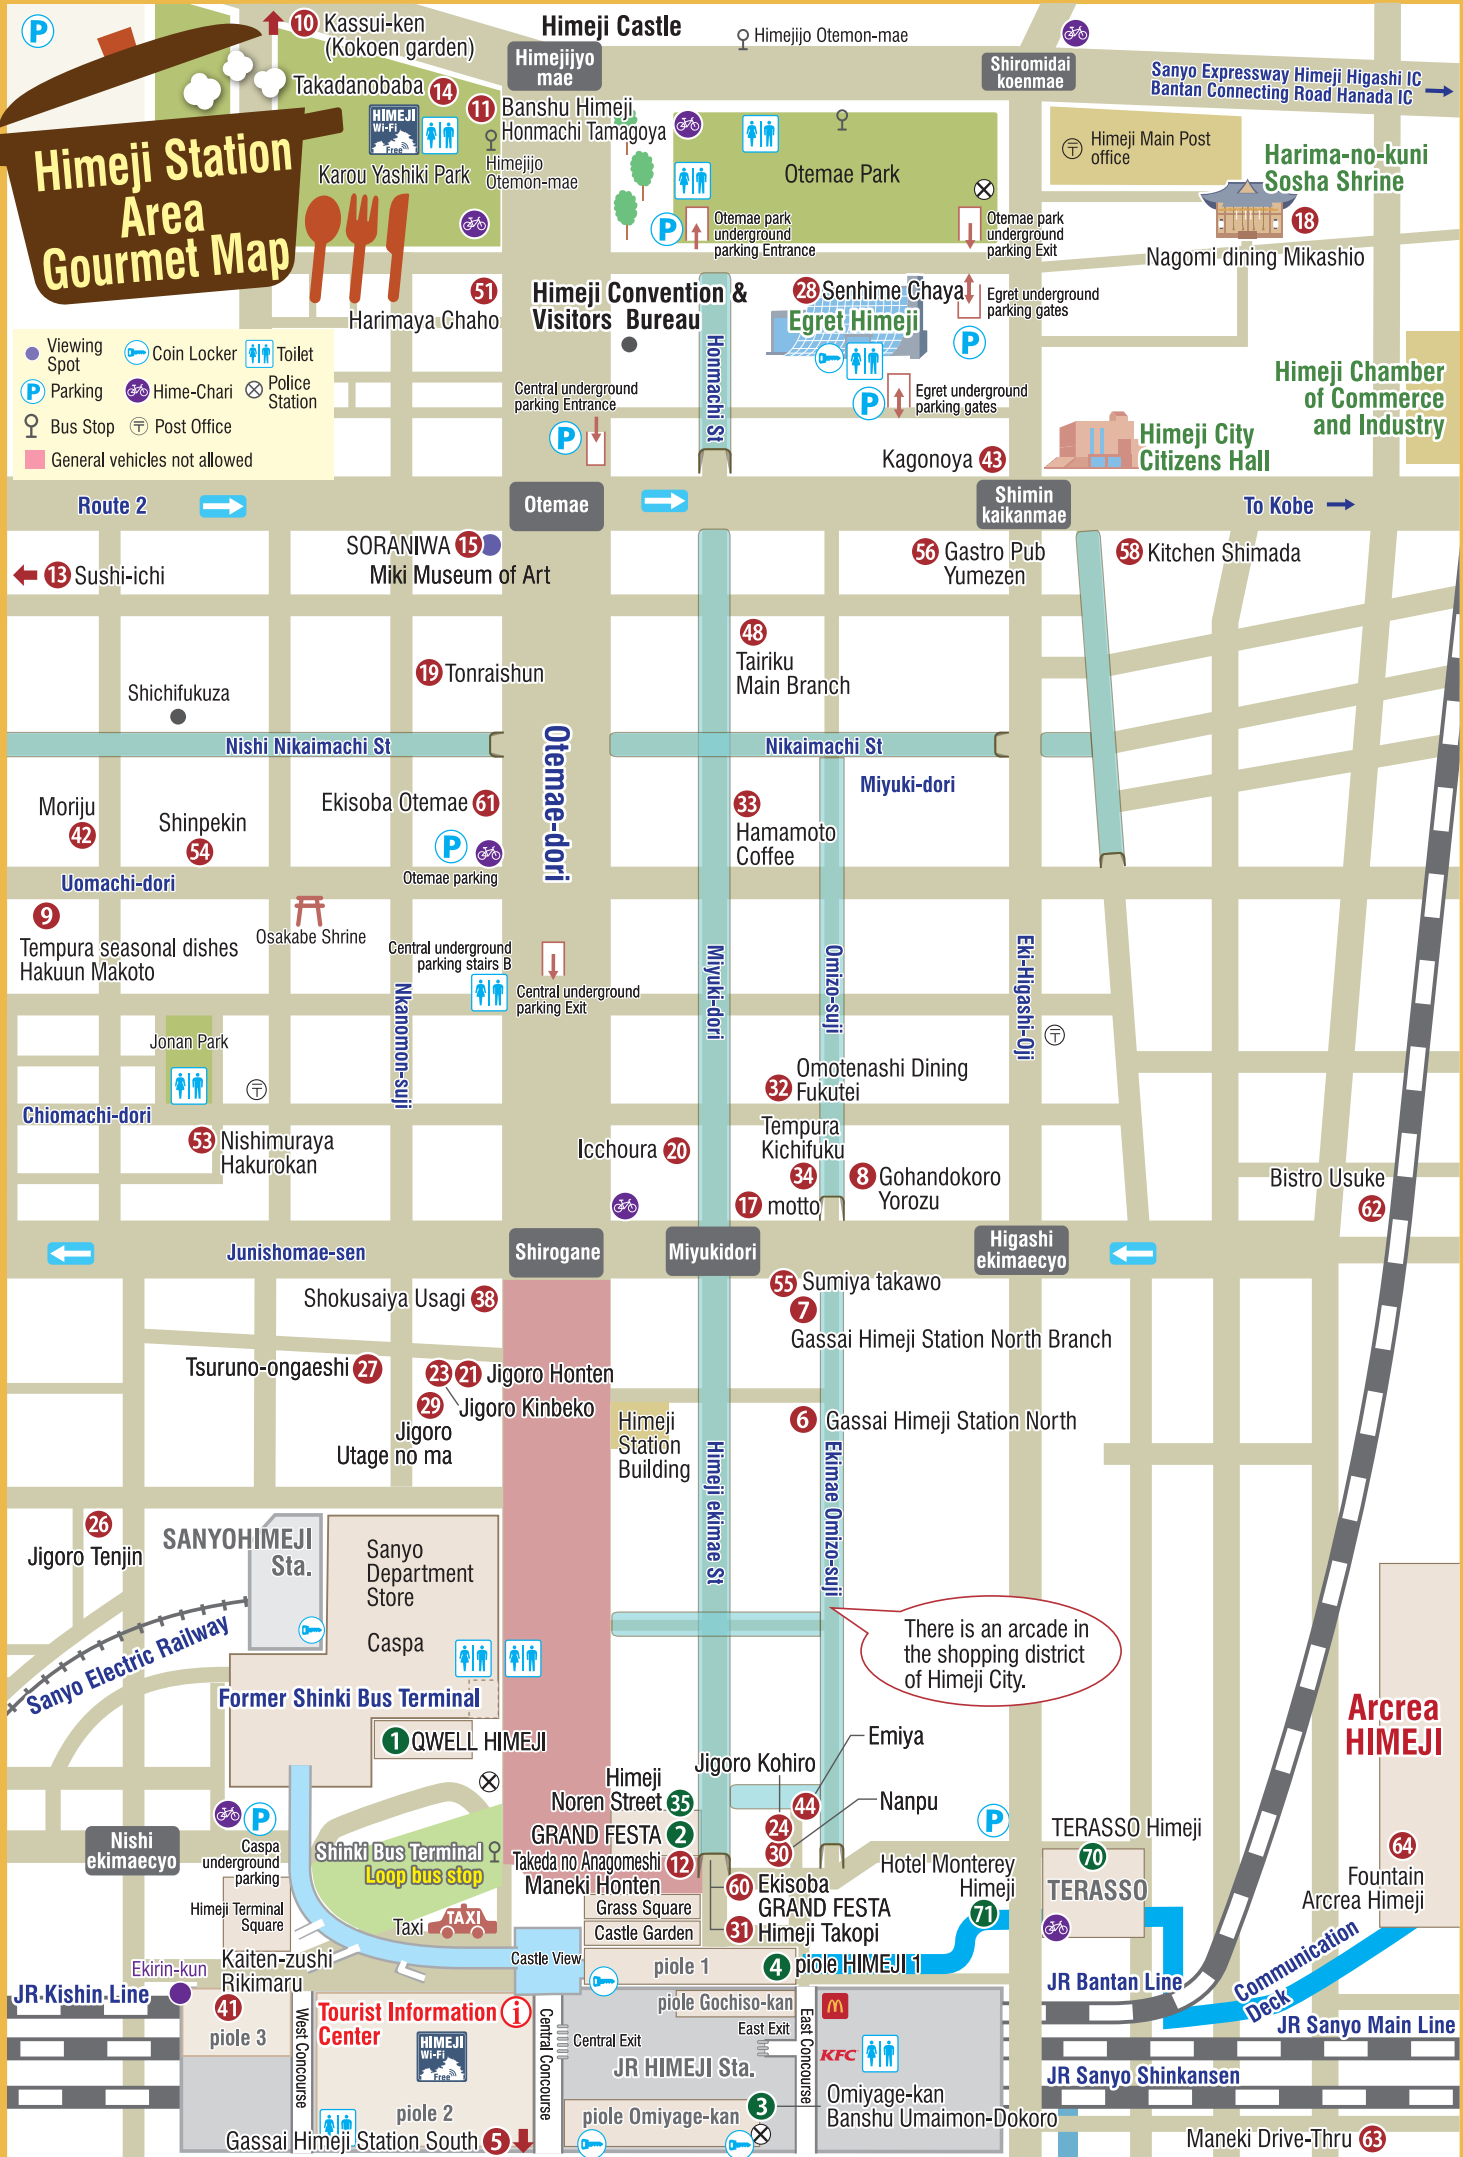 Himeji Station
Area
Gourmet Map
P
10 Kassui-ken
(Kokoen garden)
Himeji Castle
Himejijyo
mae
Himejijo Otemon-mae
Shiromidai
koenmae
Sanyo Expressway Himeji Higashi IC
Bantan Connecting Road Hanada IC
Takadanobaba 14
HIMEJI
Wi-Fi
Free
11 Banshu Himeji
Honmachi Tamagoya
Himejijo
Otemon-mae
Karou Yashiki Park
Otemae Park
P
Otemae park
underground
parking Entrance
Otemae park
underground
parking Exit
〒 Himeji Main Post
office
Harima-no-kuni
Sosha Shrine
18
Nagomi dining Mikashio
51
Harimaya Chaho
Himeji Convention &
Visitors Bureau
28 Senhime Chaya
Egret Himeji
Egret underground
parking gates
P
Egret underground
parking gates
P
Honmachi St
Central underground
parking Entrance
P
Viewing
Spot
Coin Locker
Toilet
P Parking
Hime-Chari
Police
Station
Bus Stop
〒 Post Office
General vehicles not allowed
Himeji Chamber
of Commerce
and Industry
Himeji City
Citizens Hall
Kagonoya 43
Route 2
Otemae
Shimin
kaikanmae
To Kobe
SORANIWA 15
Miki Museum of Art
13 Sushi-ichi
56 Gastro Pub
Yumezen
58 Kitchen Shimada
48
Tairiku
Main Branch
19 Tonraishun
Shichifukuza
Nishi Nikaimachi St
Otemae-dori
Nikaimachi St
Miyuki-dori
Moriju
42
Shinpekin
54
Ekisoba Otemae 61
P
Otemae parking
33
Hamamoto
Coffee
Uomachi-dori
9
Tempura seasonal dishes
Hakuun Makoto
Osakabe Shrine
Central underground
parking stairs B
Central underground
parking Exit
Nkanomon-suji
Miyuki-dori
Omizo-suji
Eki-Higashi-Oji
〒
Jonan Park
〒
Chiomachi-dori
53 Nishimuraya
Hakurokan
32 Omotenashi Dining
Fukutei
Tempura
Kichifuku
34
Icchoura 20
8 Gohandokoro
Yorozu
17 motto
Bistro Usuke
62
Junishomae-sen
Shirogane
Miyukidori
Higashi
ekimaecyo
Shokusaiya Usagi 38
55 Sumiya takawo
7
Gassai Himeji Station North Branch
Tsuruno-ongaeshi 27
23 21 Jigoro Honten
29 Jigoro Kinbeko
Jigoro
Utage no ma
Himeji
Station
Building
6 Gassai Himeji Station North
Himeji ekimae St
Ekimae Omizo-suji
26
Jigoro Tenjin
SANYOHIMEJI
Sta.
Sanyo
Department
Store
Caspa
Sanyo Electric Railway
Former Shinki Bus Terminal
1 QWELL HIMEJI
There is an arcade in
the shopping district
of Himeji City.
Arcrea
HIMEJI
Emiya
Jigoro Kohiro
44
Nanpu
24
30
Himeji
Noren Street 35
GRAND FESTA 2
Takeda no Anagomeshi 12
Maneki Honten
P
TERASSO Himeji
70
TERASSO
64
Fountain
Arcrea Himeji
Nishi
ekimaecyo
P
Caspa
underground
parking
Himeji Terminal
Square
Shinki Bus Terminal
Loop bus stop
Taxi TAXI
Grass Square
Castle Garden
60 Ekisoba
GRAND FESTA
31 Himeji Takopi
Hotel Monterey
Himeji
71
Castle View
piole 1
4 piole HIMEJI 1
Communication
Deck
JR Bantan Line
Ekirin-kun
Kaiten-zushi
Rikimaru
41
JR Kishin Line
piole 3
West Concourse
Tourist Information i
Center
HIMEJI
Wi-Fi
Free
piole 2
Central Concourse
piole Gochiso-kan
Central Exit
East Exit
JR HIMEJI Sta.
East Concourse
M
KFC
JR Sanyo Main Line
JR Sanyo Shinkansen
piole Omiyage-kan 3
Omiyage-kan
Banshu Umaimon-Dokoro
Gassai Himeji Station South 5
Maneki Drive-Thru 63